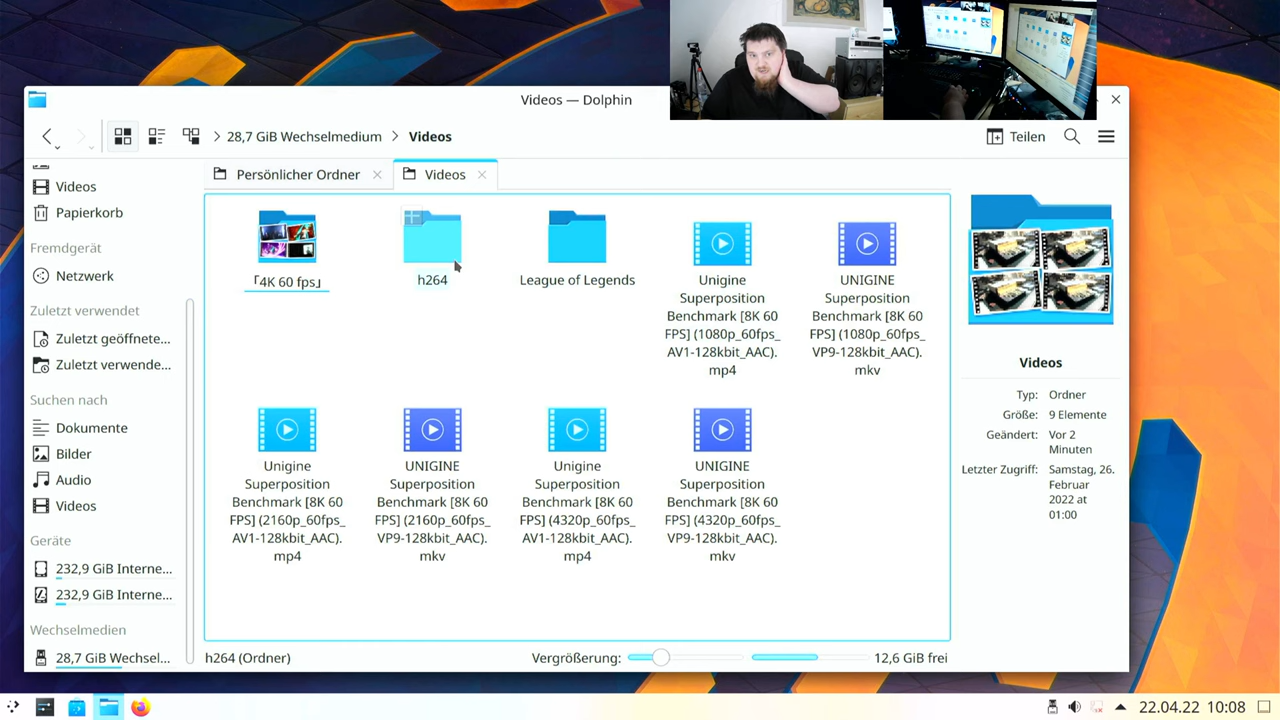 Videos — Dolphin
28,7 GiB Wechselmedium
Videos
Teilen
Videos
Papierkorb
Fremdgerät
Netzwerk
Zuletzt verwendet
Zuletzt geöffnete...
Zuletzt verwende...
Suchen nach
Dokumente
Bilder
Audio
Videos
Geräte
232,9 GiB Interne...
232,9 GiB Interne...
Wechselmedien
28,7 GiB Wechsel...
Persönlicher Ordner
Videos
「4K 60 fps」
h264
League of Legends
Unigine
Superposition
Benchmark [8K 60
FPS] (1080p_60fps_
AV1-128kbit_AAC).
mp4
UNIGINE
Superposition
Benchmark [8K 60
FPS] (1080p_60fps_
VP9-128kbit_AAC).
mkv
Unigine
Superposition
Benchmark [8K 60
FPS] (2160p_60fps_
AV1-128kbit_AAC).
mp4
UNIGINE
Superposition
Benchmark [8K 60
FPS] (2160p_60fps_
VP9-128kbit_AAC).
mkv
Unigine
Superposition
Benchmark [8K 60
FPS] (4320p_60fps_
AV1-128kbit_AAC).
mp4
UNIGINE
Superposition
Benchmark [8K 60
FPS] (4320p_60fps_
VP9-128kbit_AAC).
mkv
Videos
Typ: Ordner
Größe: 9 Elemente
Geändert: Vor 2
Minuten
Letzter Zugriff: Samstag, 26.
Februar
2022 at
01:00
h264 (Ordner)
Vergrößerung:
12,6 GiB frei
22.04.22 10:08